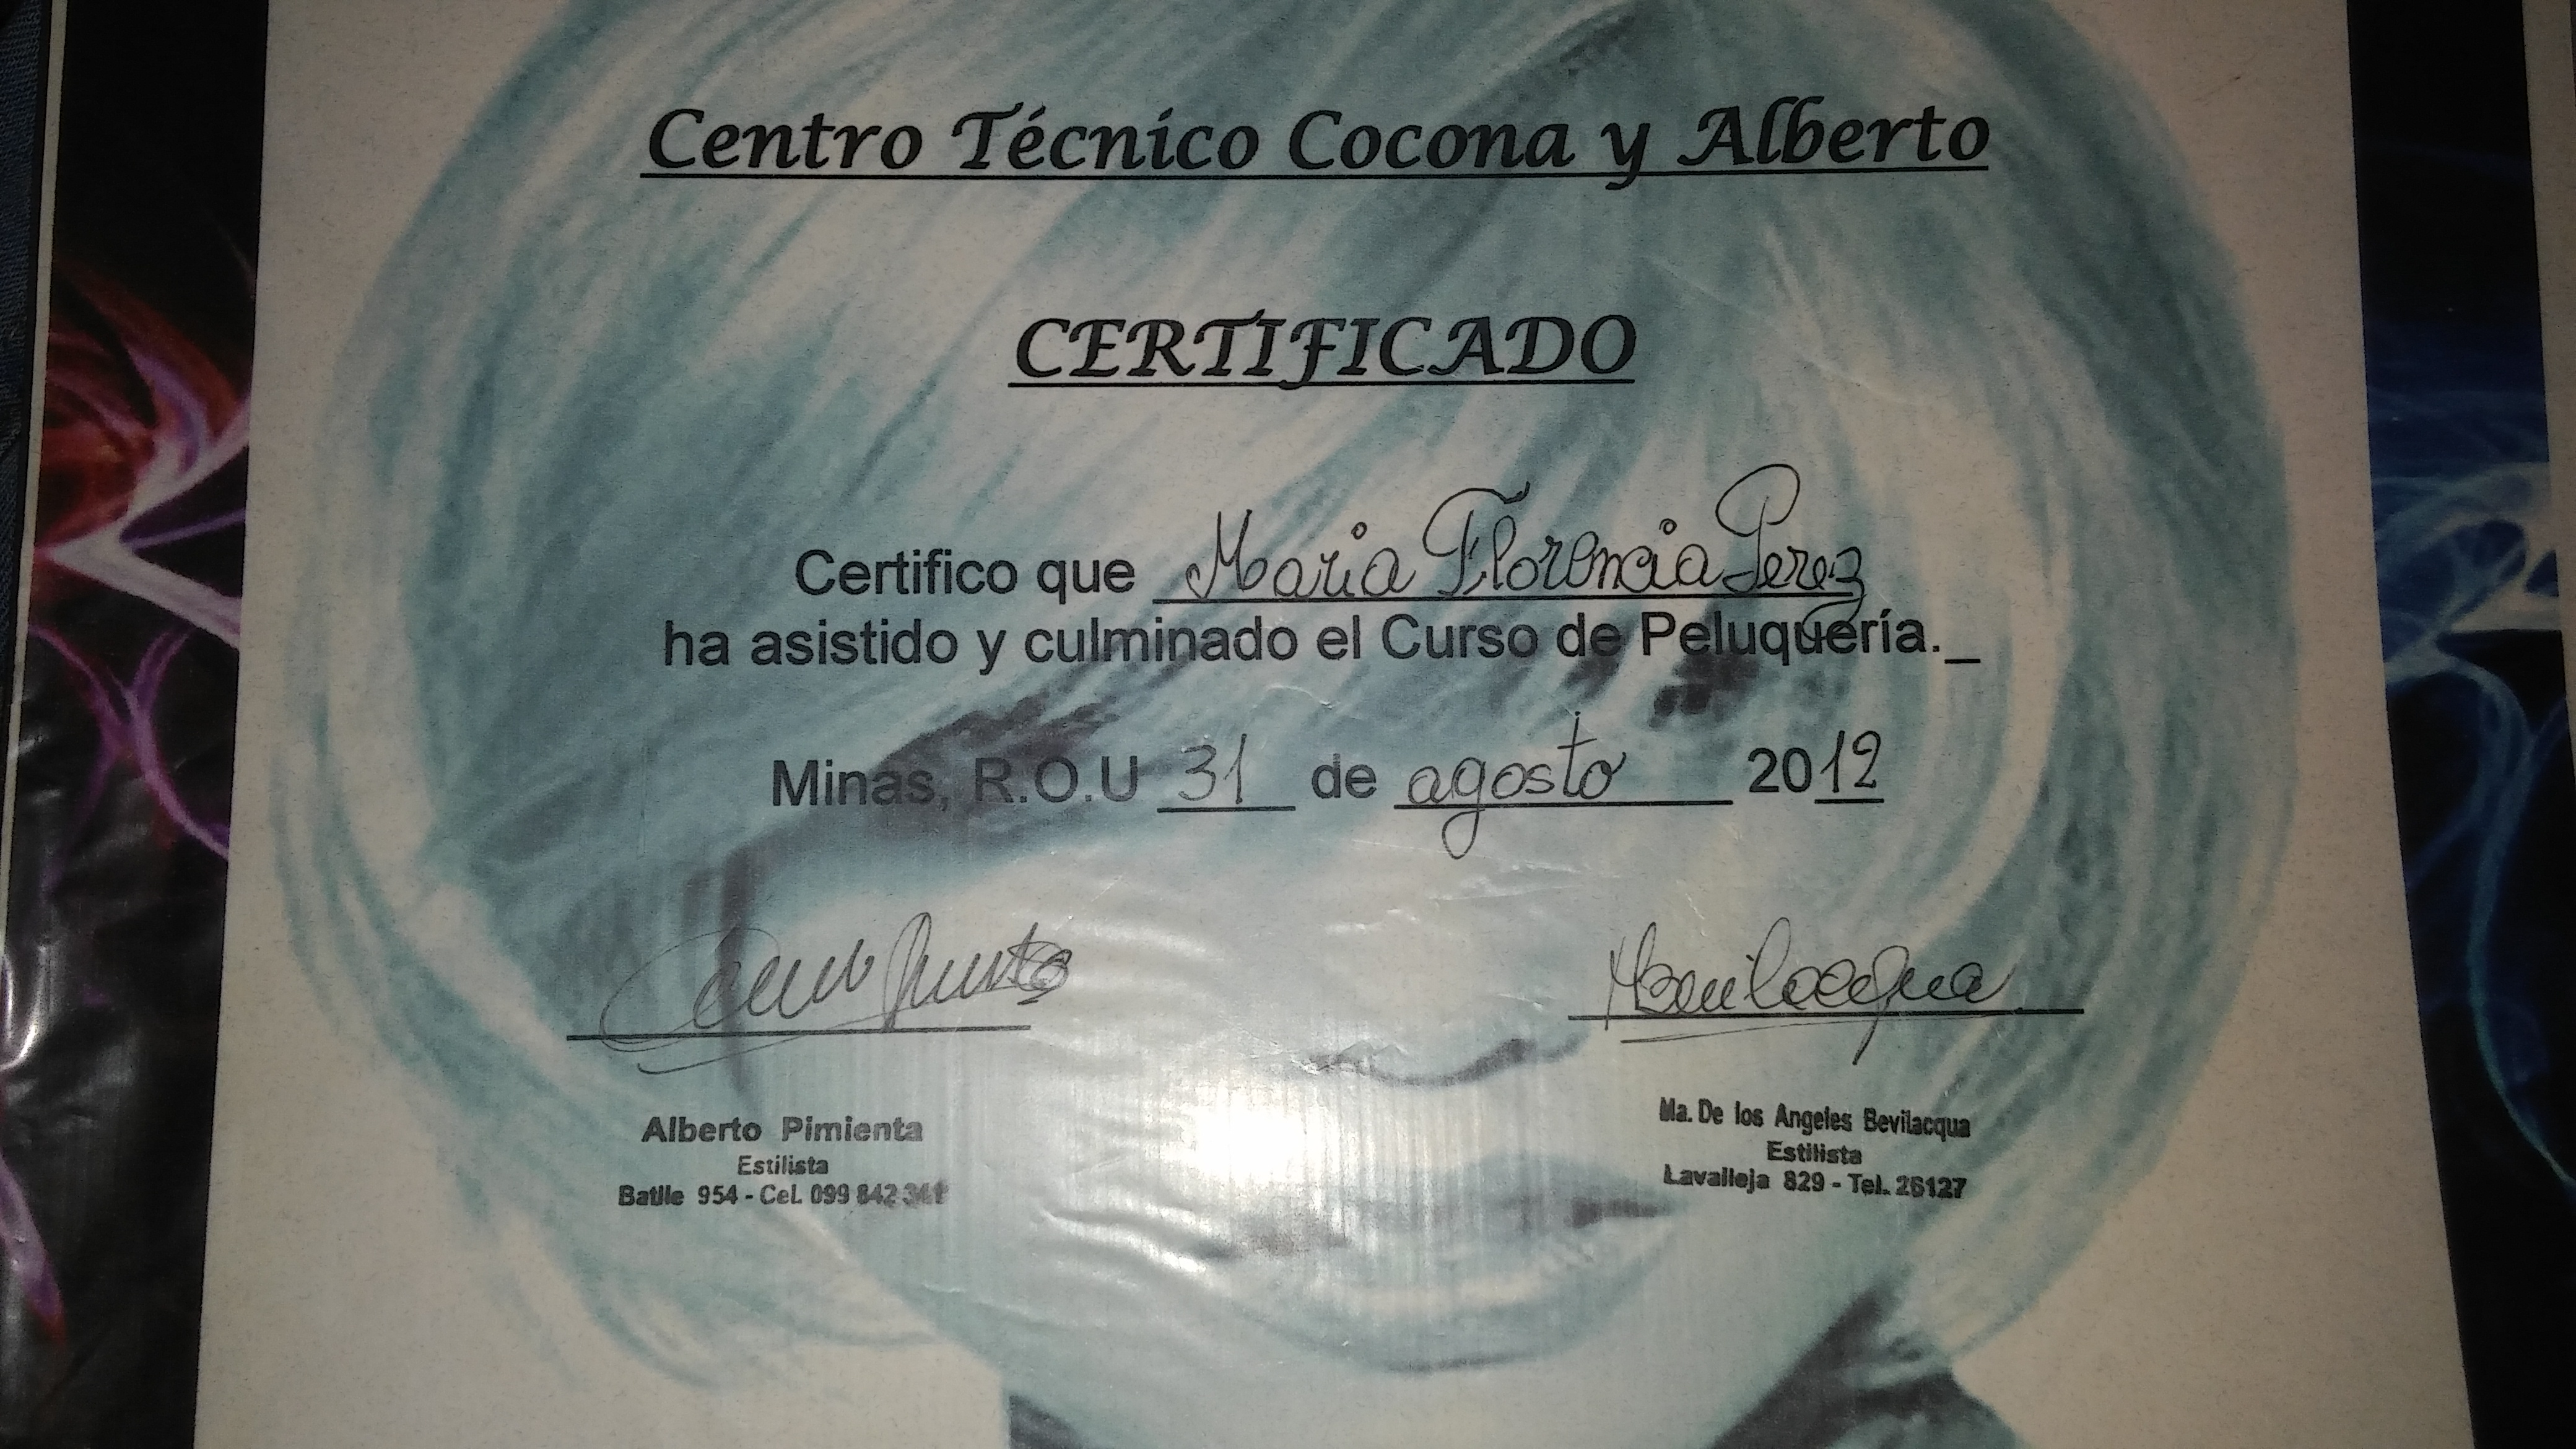 Centro Técnico Cocona y Alberto
CERTIFICADO
Certifico que Maria Florencia Perez
ha asistido y culminado el Curso de Peluquería._
Minas, R.O.U 31 de agosto 2012
Alberto Pimienta
Estilista
Batlle 954 - Cel. 099 842 341
Ma. De los Angeles Bevilacqua
Estilista
Lavalleja 829 - Tel. 26127